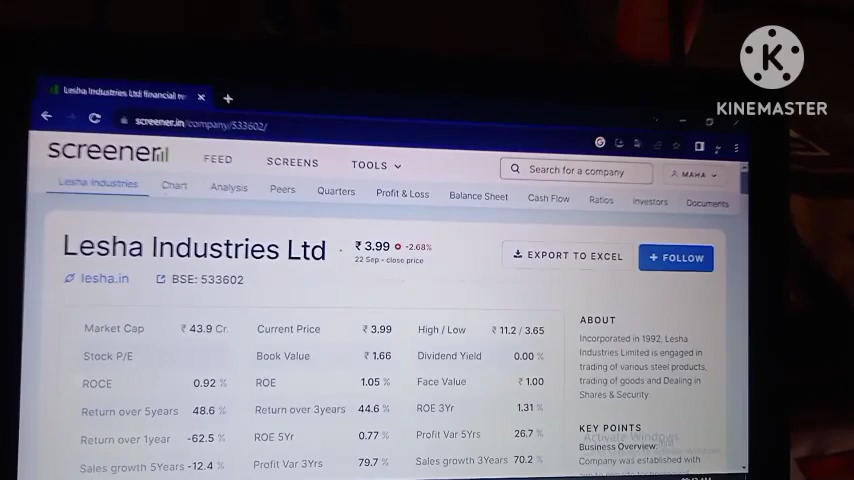 K
KINEMASTER
Lesha Industries Ltd financial re
screener.in/company/533602/
screener
FEED
SCREENS
TOOLS
Search for a company
MAHA
Lesha Industries
Chart
Analysis
Peers
Quarters
Profit & Loss
Balance Sheet
Cash Flow
Ratios
Investors
Documents
Lesha Industries Ltd
₹ 3.99 -2.68%
22 Sep - close price
EXPORT TO EXCEL
+ FOLLOW
lesha.in
BSE: 533602
Market Cap ₹ 43.9 Cr.
Current Price ₹ 3.99
High / Low ₹ 11.2 / 3.65
Stock P/E
Book Value ₹ 1.66
Dividend Yield 0.00 %
ROCE 0.92 %
ROE 1.05 %
Face Value ₹ 1.00
Return over 5years 48.6 %
Return over 3years 44.6 %
ROE 3Yr 1.31 %
Return over 1year -62.5 %
ROE 5Yr 0.77 %
Profit Var 5Yrs 26.7 %
Sales growth 5Years -12.4 %
Profit Var 3Yrs 79.7 %
Sales growth 3Years 70.2 %
ABOUT
Incorporated in 1992, Lesha
Industries Limited is engaged in
trading of various steel products,
trading of goods and Dealing in
Shares & Security.
KEY POINTS
Activate Windows
Business Overview:
Company was established with